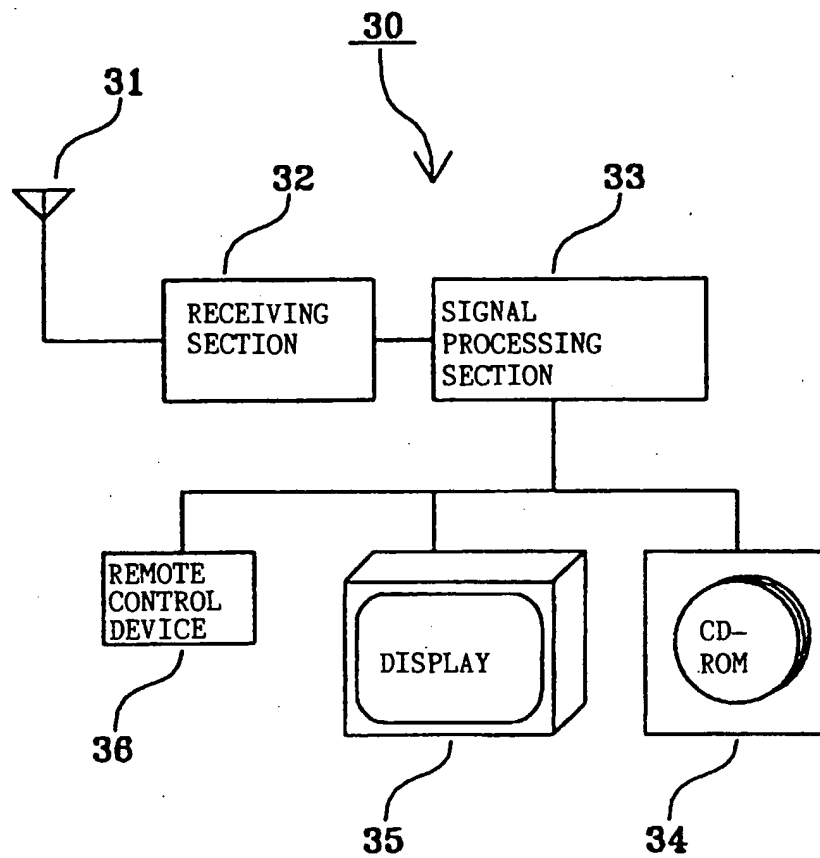 30
31
32
33
RECEIVING
SECTION
SIGNAL
PROCESSING
SECTION
REMOTE
CONTROL
DEVICE
DISPLAY
CD-
ROM
36
35
34